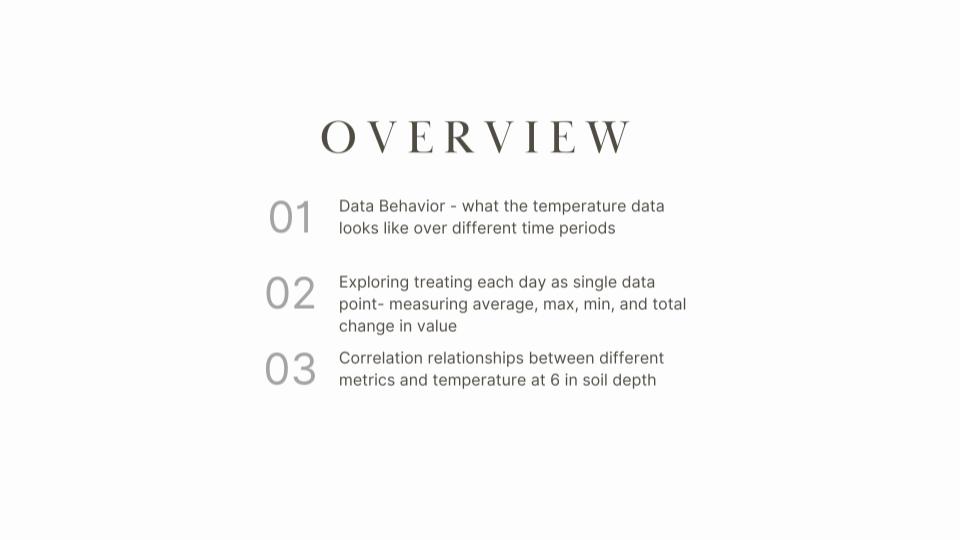 OVERVIEW
01
Data Behavior - what the temperature data
looks like over different time periods
02
Exploring treating each day as single data
point- measuring average, max, min, and total
change in value
03
Correlation relationships between different
metrics and temperature at 6 in soil depth